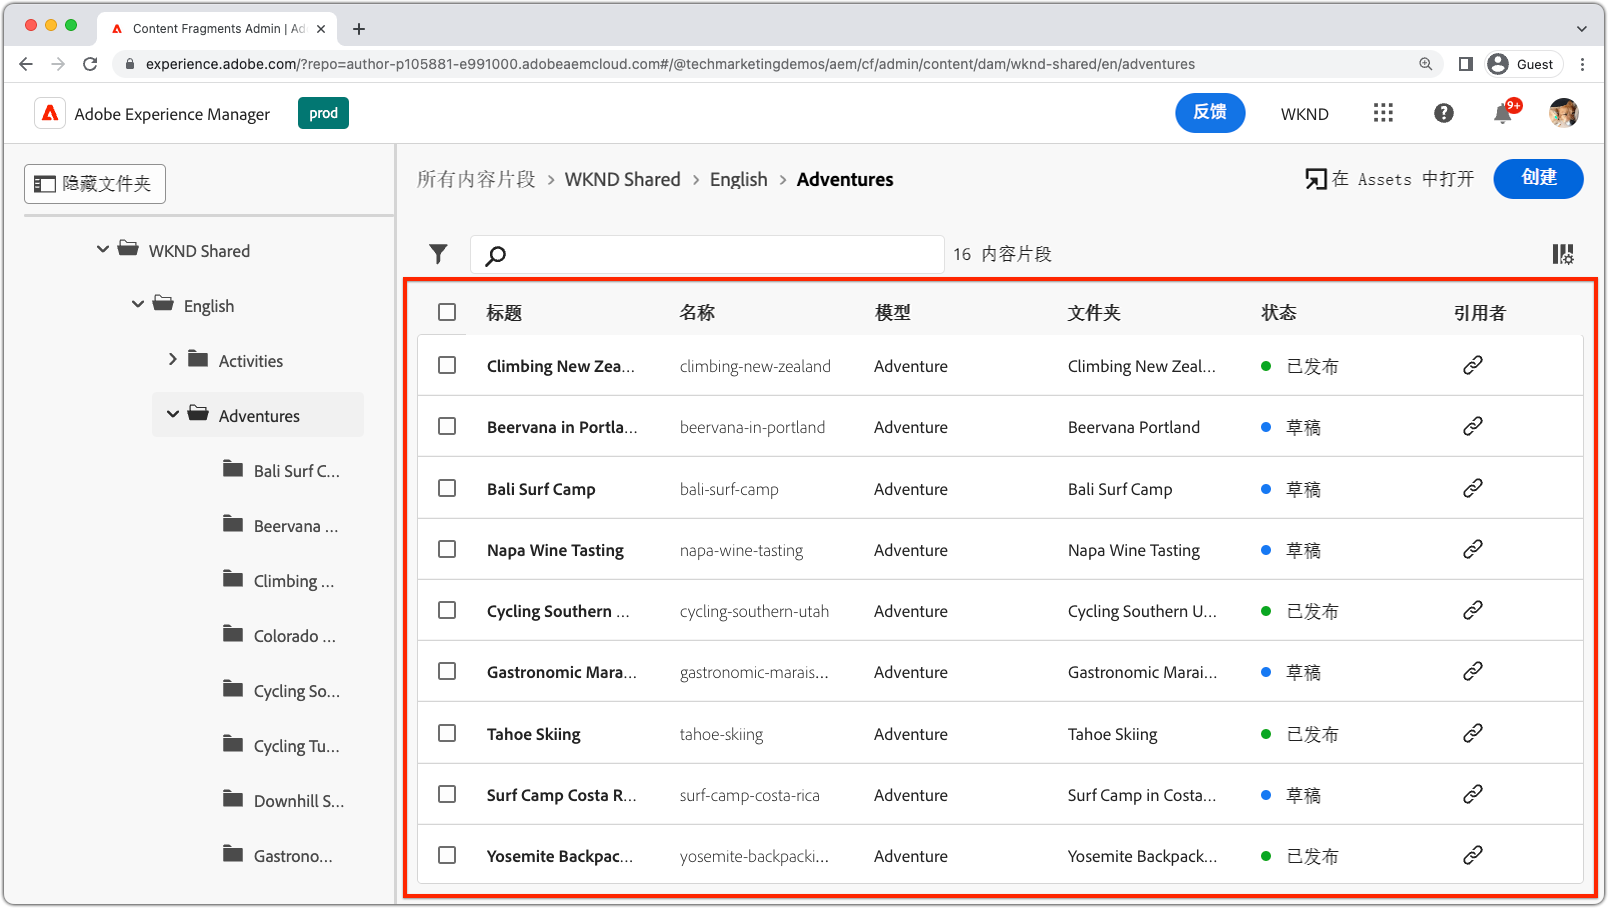 Content Fragments Admin | Ad
experience.adobe.com/?repo=author-p105881-e991000.adobeaemcloud.com#/@techmarketingdemos/aem/cf/admin/content/dam/wknd-shared/en/adventures
Guest
Adobe Experience Manager
prod
反馈
WKND
9+
隐藏文件夹
所有内容片段 > WKND Shared > English > Adventures
在 Assets 中打开
创建
WKND Shared
English
Activities
Adventures
Bali Surf C...
Beervana ...
Climbing ...
Colorado ...
Cycling So...
Cycling Tu...
Downhill S...
Gastrono...
16 内容片段
标题 名称 模型 文件夹 状态 引用者
Climbing New Zea... climbing-new-zealand Adventure Climbing New Zeal... 已发布
Beervana in Portla... beervana-in-portland Adventure Beervana Portland 草稿
Bali Surf Camp bali-surf-camp Adventure Bali Surf Camp 草稿
Napa Wine Tasting napa-wine-tasting Adventure Napa Wine Tasting 草稿
Cycling Southern ... cycling-southern-utah Adventure Cycling Southern U... 已发布
Gastronomic Mara... gastronomic-marais... Adventure Gastronomic Marai... 草稿
Tahoe Skiing tahoe-skiing Adventure Tahoe Skiing 已发布
Surf Camp Costa R... surf-camp-costa-rica Adventure Surf Camp in Costa... 草稿
Yosemite Backpac... yosemite-backpacki... Adventure Yosemite Backpack... 已发布